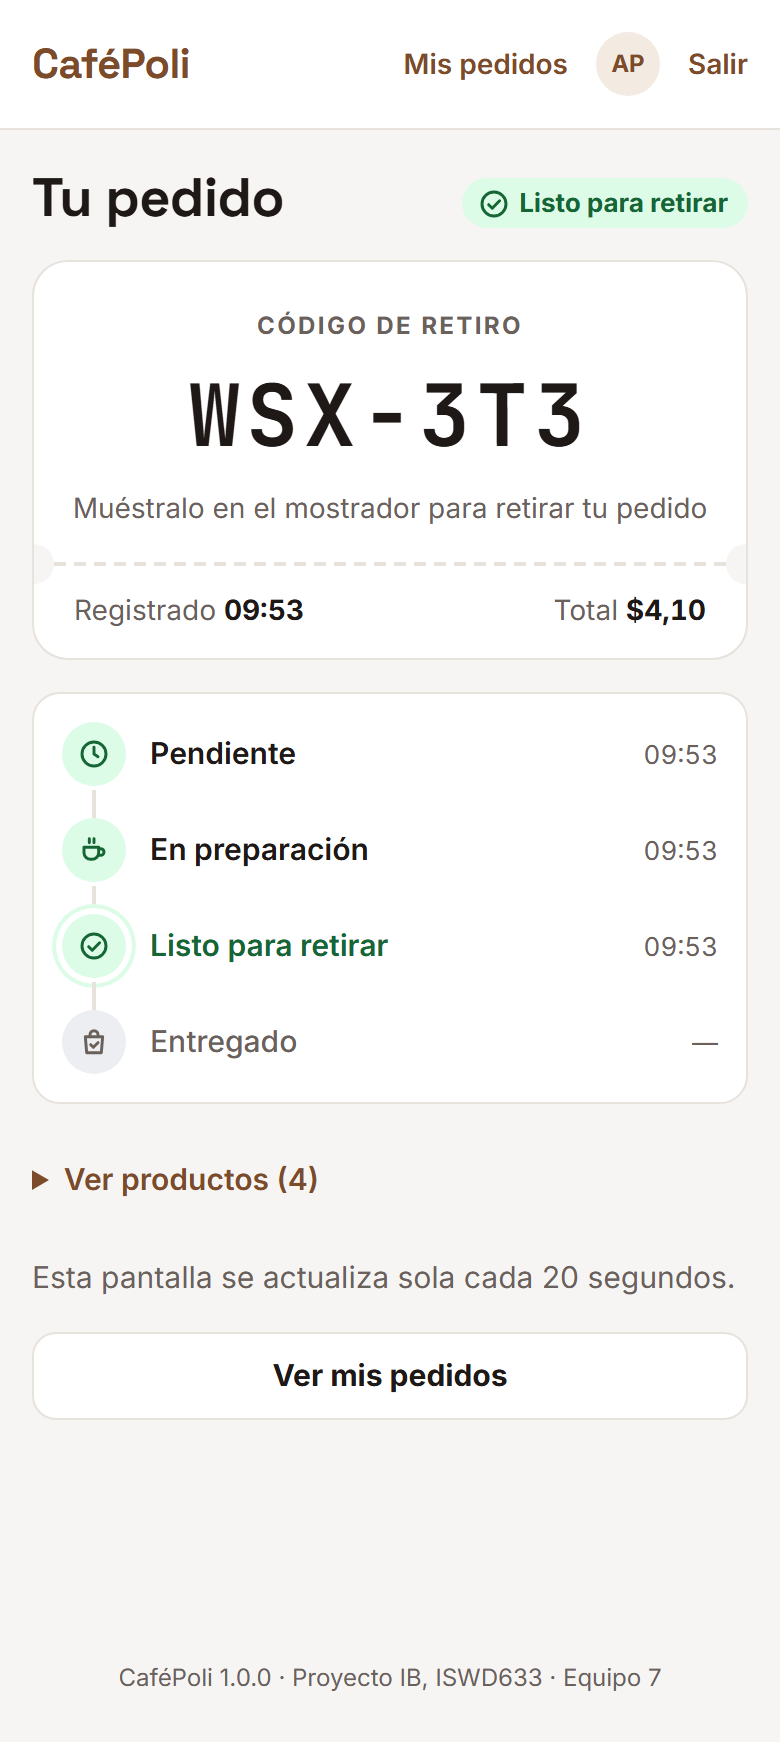 CaféPoli
Mis pedidos AP Salir
Tu pedido
Listo para retirar
CÓDIGO DE RETIRO
WSX-3T3
Muéstralo en el mostrador para retirar tu pedido
Registrado 09:53
Total $4,10
Pendiente 09:53
En preparación 09:53
Listo para retirar 09:53
Entregado —
Ver productos (4)
Esta pantalla se actualiza sola cada 20 segundos.
Ver mis pedidos
CaféPoli 1.0.0 · Proyecto IB, ISWD633 · Equipo 7